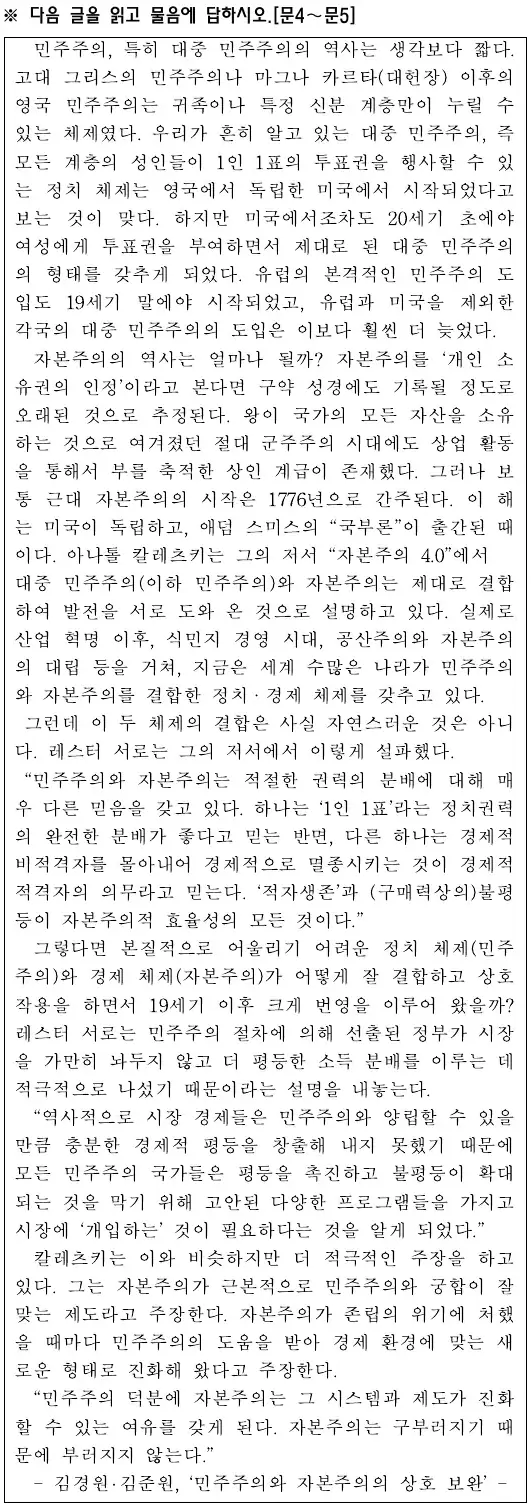 ※ 다음 글을 읽고 물음에 답하시오.[문4～문5]
민주주의, 특히 대중 민주주의의 역사는 생각보다 짧다.
고대 그리스의 민주주의나 마그나 카르타(대헌장) 이후의
영국 민주주의는 귀족이나 특정 신분 계층만이 누릴 수
있는 체제였다. 우리가 흔히 알고 있는 대중 민주주의, 즉
모든 계층의 성인들이 1인 1표의 투표권을 행사할 수 있
는 정치 체제는 영국에서 독립한 미국에서 시작되었다고
보는 것이 맞다. 하지만 미국에서조차도 20세기 초에야
여성에게 투표권을 부여하면서 제대로 된 대중 민주주의
의 형태를 갖추게 되었다. 유럽의 본격적인 민주주의 도
입도 19세기 말에야 시작되었고, 유럽과 미국을 제외한
각국의 대중 민주주의의 도입은 이보다 훨씬 더 늦었다.
자본주의의 역사는 얼마나 될까? 자본주의를 ‘개인 소
유권의 인정’이라고 본다면 구약 성경에도 기록될 정도로
오래된 것으로 추정된다. 왕이 국가의 모든 자산을 소유
하는 것으로 여겨졌던 절대 군주주의 시대에도 상업 활동
을 통해서 부를 축적한 상인 계급이 존재했다. 그러나 보
통 근대 자본주의의 시작은 1776년으로 간주된다. 이 해
는 미국이 독립하고, 애덤 스미스의 “국부론”이 출간된 때
이다. 아나톨 칼레츠키는 그의 저서 “자본주의 4.0”에서
대중 민주주의(이하 민주주의)와 자본주의는 제대로 결합
하여 발전을 서로 도와 온 것으로 설명하고 있다. 실제로
산업 혁명 이후, 식민지 경영 시대, 공산주의와 자본주의
의 대립 등을 거쳐, 지금은 세계 수많은 나라가 민주주의
와 자본주의를 결합한 정치·경제 체제를 갖추고 있다.
그런데 이 두 체제의 결합은 사실 자연스러운 것은 아니
다. 레스터 서로는 그의 저서에서 이렇게 설파했다.
“민주주의와 자본주의는 적절한 권력의 분배에 대해 매
우 다른 믿음을 갖고 있다. 하나는 ‘1인 1표’라는 정치권력
의 완전한 분배가 좋다고 믿는 반면, 다른 하나는 경제적
비적격자를 몰아내어 경제적으로 멸종시키는 것이 경제적
적격자의 의무라고 믿는다. ‘적자생존’과 (구매력상의)불평
등이 자본주의적 효율성의 모든 것이다.”
그렇다면 본질적으로 어울리기 어려운 정치 체제(민주
주의)와 경제 체제(자본주의)가 어떻게 잘 결합하고 상호
작용을 하면서 19세기 이후 크게 번영을 이루어 왔을까?
레스터 서로는 민주주의 절차에 의해 선출된 정부가 시장
을 가만히 놔두지 않고 더 평등한 소득 분배를 이루는 데
적극적으로 나섰기 때문이라는 설명을 내놓는다.
“역사적으로 시장 경제들은 민주주의와 양립할 수 있을
만큼 충분한 경제적 평등을 창출해 내지 못했기 때문에
모든 민주주의 국가들은 평등을 촉진하고 불평등이 확대
되는 것을 막기 위해 고안된 다양한 프로그램들을 가지고
시장에 ‘개입하는’ 것이 필요하다는 것을 알게 되었다.”
칼레츠키는 이와 비슷하지만 더 적극적인 주장을 하고
있다. 그는 자본주의가 근본적으로 민주주의와 궁합이 잘
맞는 제도라고 주장한다. 자본주의가 존립의 위기에 처했
을 때마다 민주주의의 도움을 받아 경제 환경에 맞는 새
로운 형태로 진화해 왔다고 주장한다.
“민주주의 덕분에 자본주의는 그 시스템과 제도가 진화
할 수 있는 여유를 갖게 된다. 자본주의는 구부러지기 때
문에 부러지지 않는다.”
- 김경원·김준원, ‘민주주의와 자본주의의 상호 보완’ -